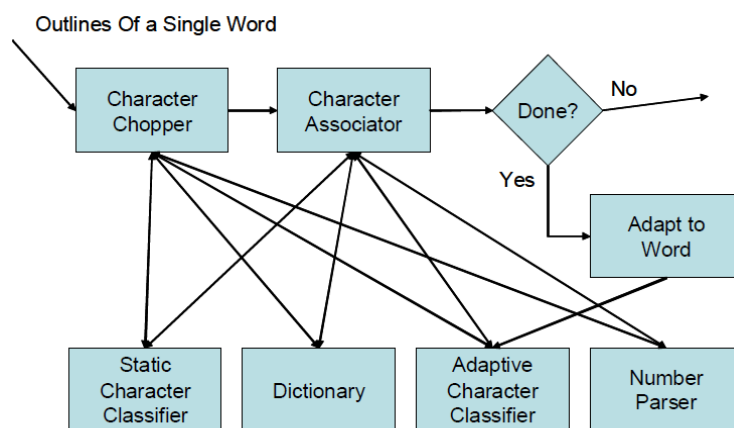 Outlines Of a Single Word
Character
Chopper
Character
Associator
Done?
No
Yes
Adapt to
Word
Static
Character
Classifier
Dictionary
Adaptive
Character
Classifier
Number
Parser